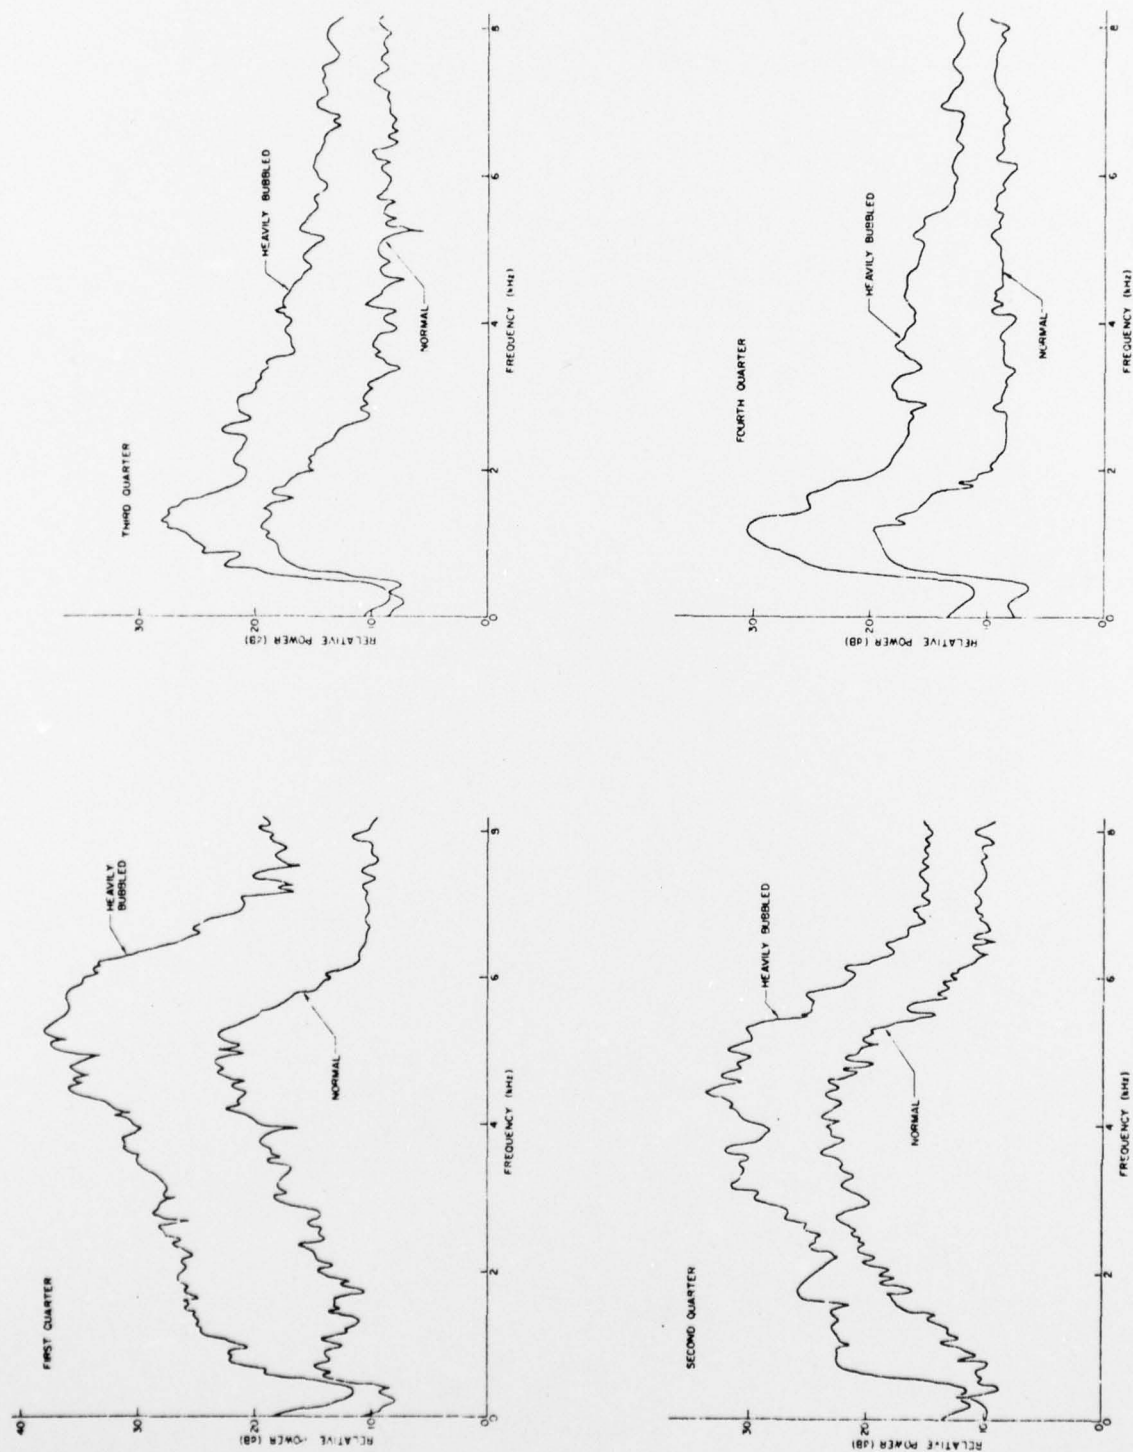 FIRST QUARTER
40
30
20
10
0
RELATIVE POWER (dB)
HEAVILY
BUBBLED
NORMAL
2
4
6
FREQUENCY (kHz)
THIRD QUARTER
30
20
10
0
RELATIVE POWER (dB)
HEAVILY BUBBLED
NORMAL
2
4
6
8
FREQUENCY (kHz)
SECOND QUARTER
30
20
10
0
RELATIVE POWER (dB)
HEAVILY BUBBLED
NORMAL
2
4
6
8
FREQUENCY (kHz)
FOURTH QUARTER
30
20
10
0
RELATIVE POWER (dB)
HEAVILY BUBBLED
NORMAL
2
4
6
8
FREQUENCY (kHz)